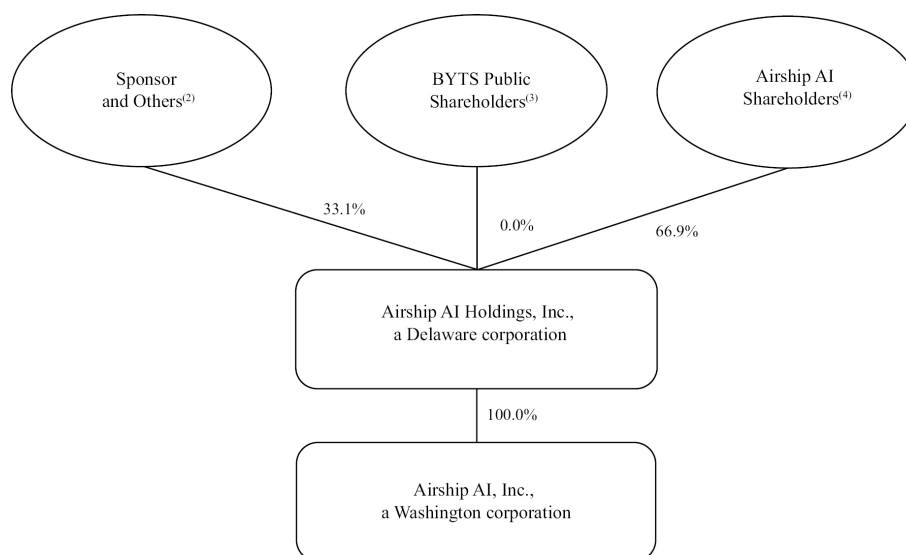 Sponsor
and Others(2)
BYTS Public
Shareholders(3)
Airship AI
Shareholders(4)
33.1%
0.0%
66.9%
Airship AI Holdings, Inc.,
a Delaware corporation
100.0%
Airship AI, Inc.,
a Washington corporation